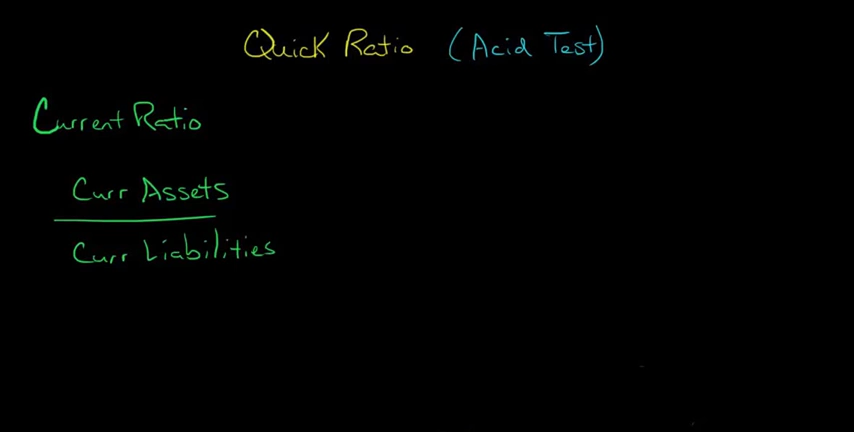 Quick Ratio (Acid Test)
Current Ratio
Curr Assets
Curr Liabilities